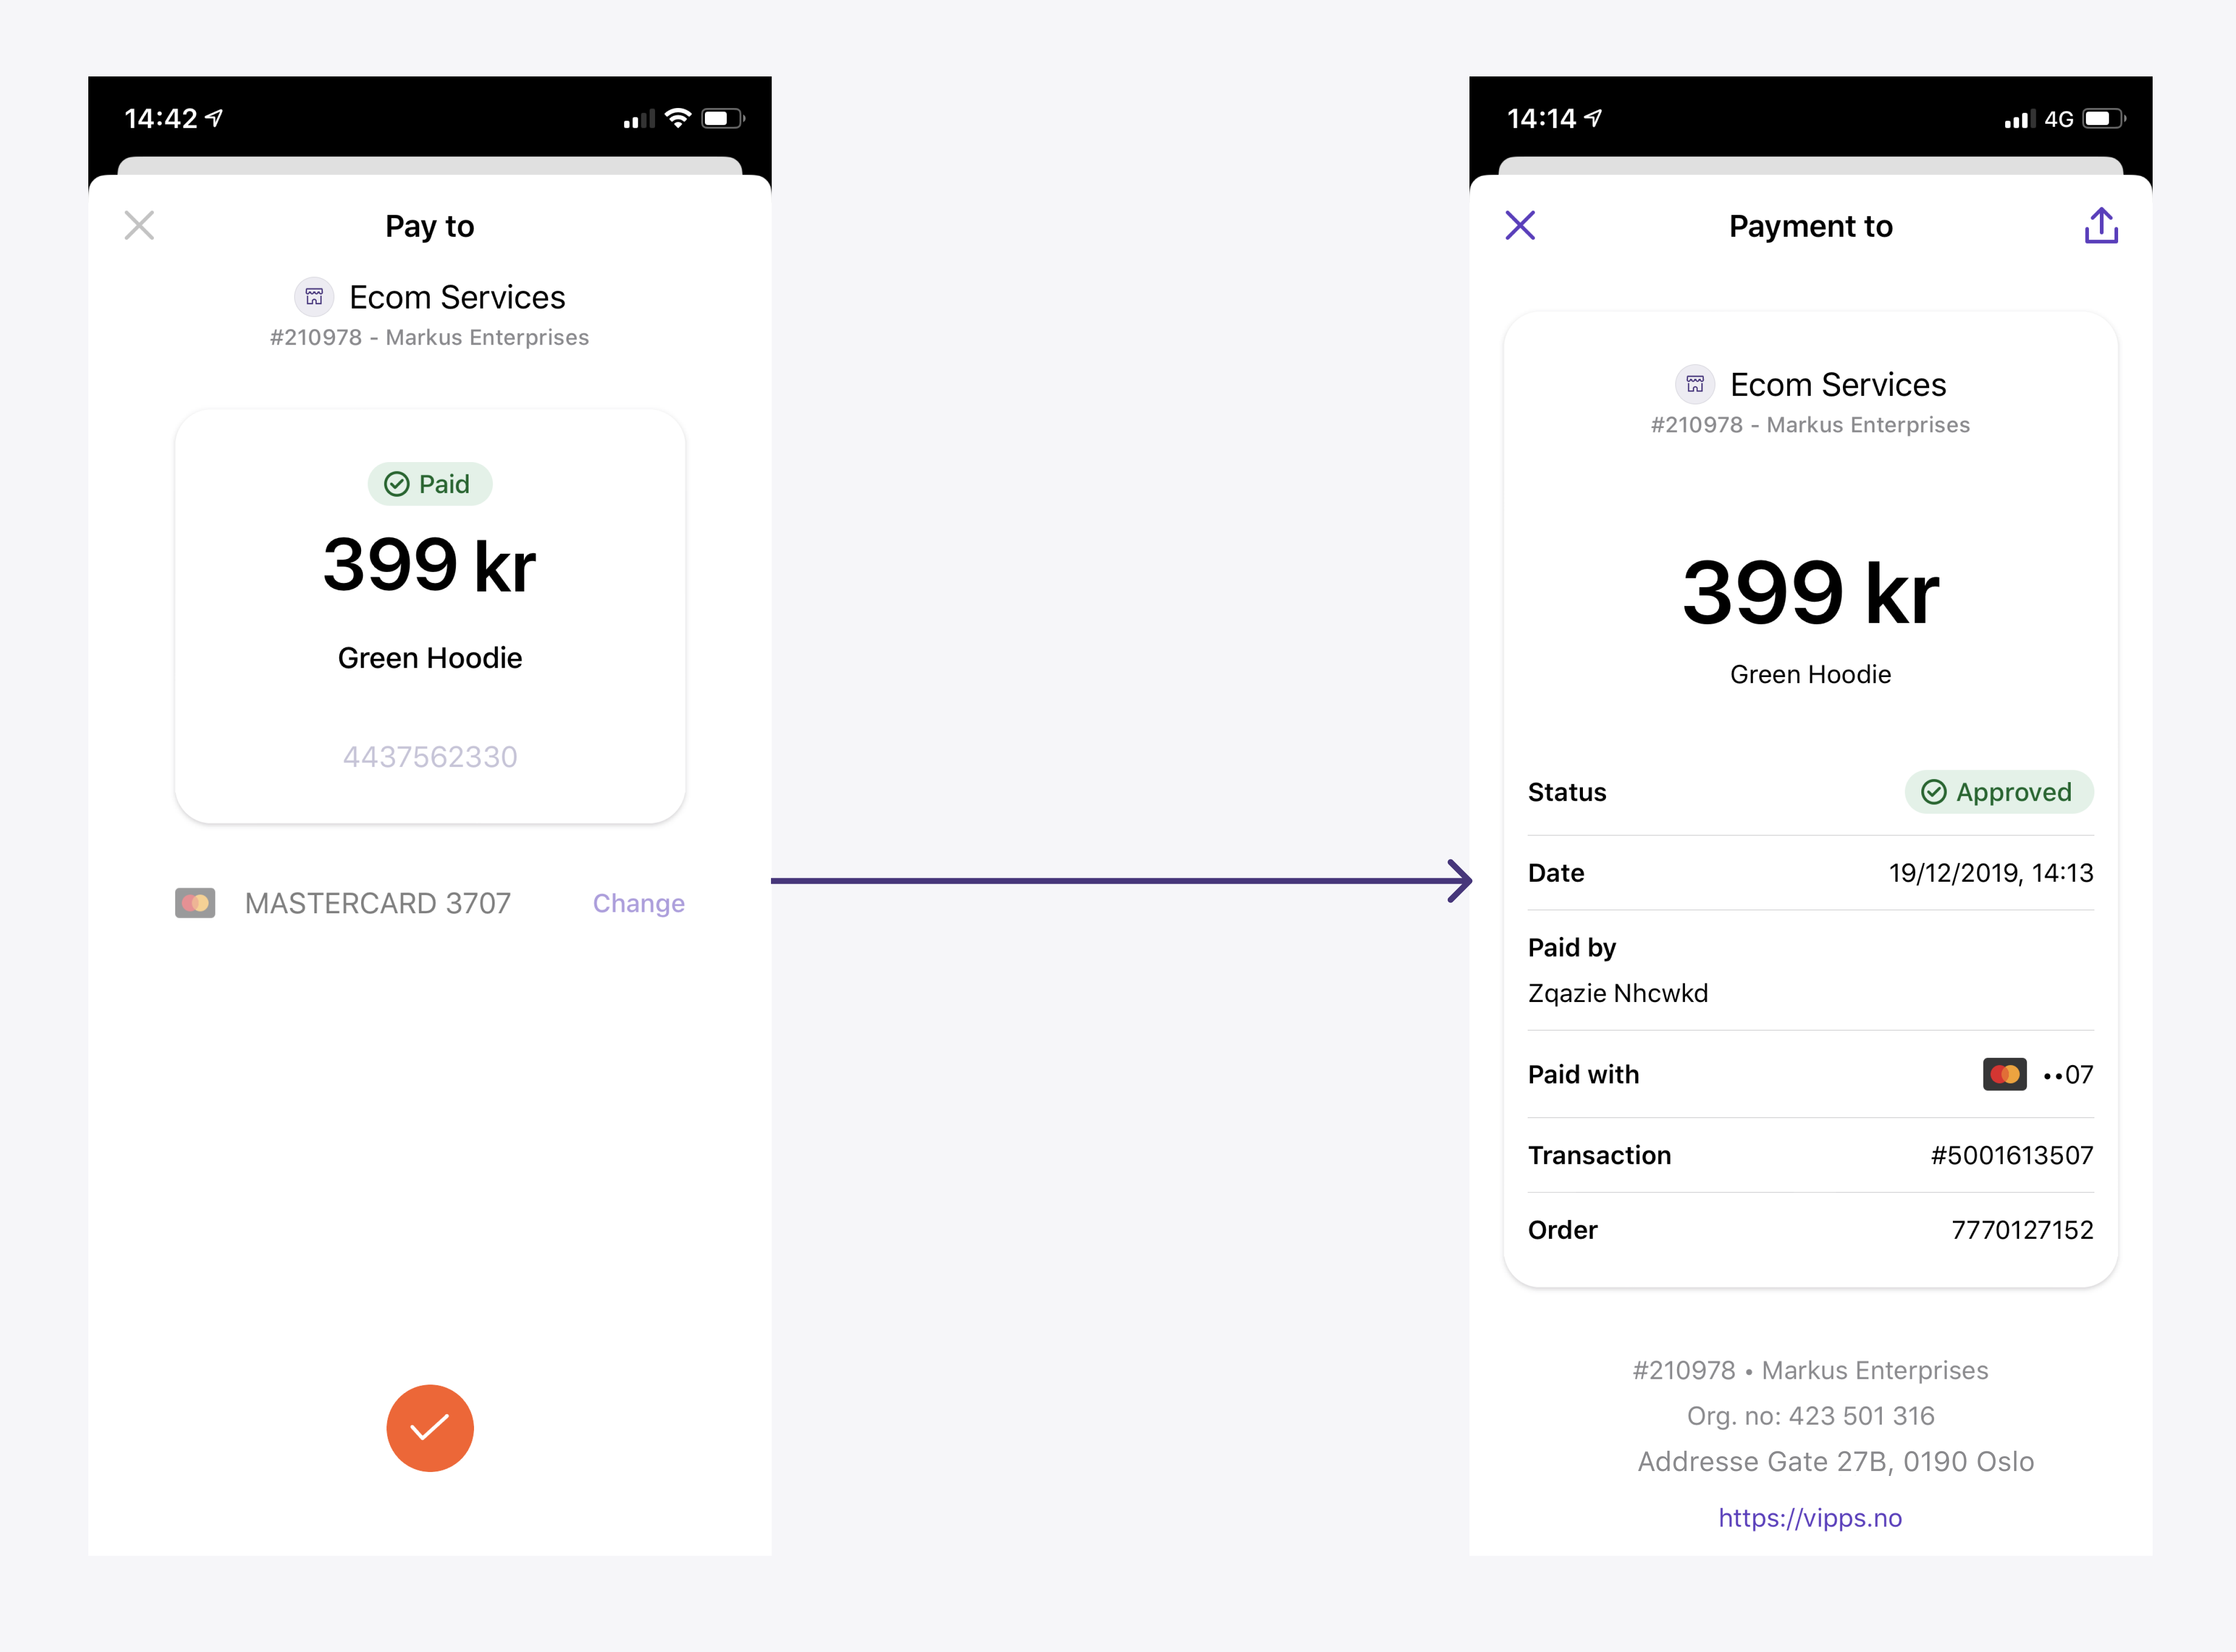 14:42
Pay to
Ecom Services
#210978 - Markus Enterprises
Paid
399 kr
Green Hoodie
4437562330
MASTERCARD 3707 Change
14:14 4G
Payment to
Ecom Services
#210978 - Markus Enterprises
399 kr
Green Hoodie
Status Approved
Date 19/12/2019, 14:13
Paid by
Zqazie Nhcwkd
Paid with ••07
Transaction #5001613507
Order 7770127152
#210978 • Markus Enterprises
Org. no: 423 501 316
Addresse Gate 27B, 0190 Oslo
https://vipps.no